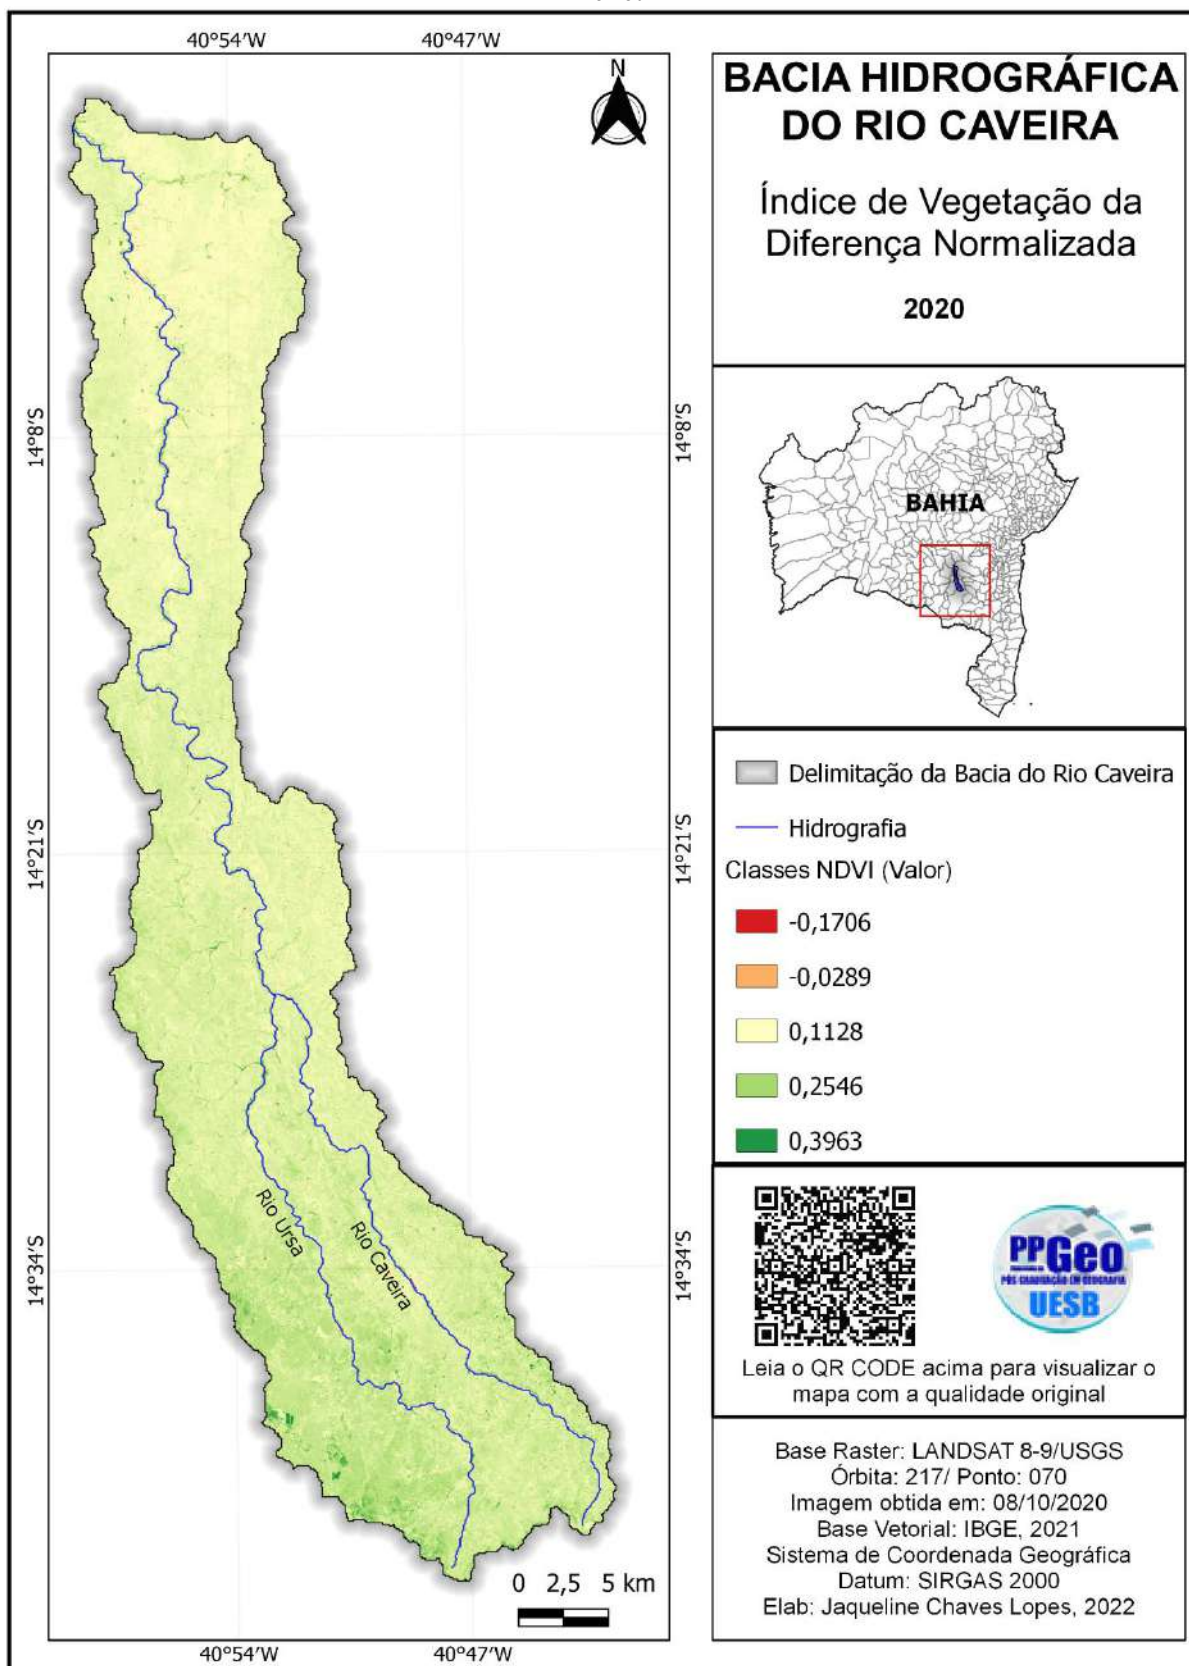 40°54'W
40°47'W
N
14°8'S
14°8'S
14°21'S
14°21'S
Rio Ursa
Rio Caveira
14°34'S
14°34'S
0 2,5 5 km
40°54'W
40°47'W
BACIA HIDROGRÁFICA
DO RIO CAVEIRA
Índice de Vegetação da
Diferença Normalizada
2020
BAHIA
Delimitação da Bacia do Rio Caveira
Hidrografia
Classes NDVI (Valor)
-0,1706
-0,0289
0,1128
0,2546
0,3963
PPGeo
PÓS-GRADUAÇÃO EM GEOGRAFIA
UESB
Leia o QR CODE acima para visualizar o
mapa com a qualidade original
Base Raster: LANDSAT 8-9/USGS
Órbita: 217/ Ponto: 070
Imagem obtida em: 08/10/2020
Base Vetorial: IBGE, 2021
Sistema de Coordenada Geográfica
Datum: SIRGAS 2000
Elab: Jaqueline Chaves Lopes, 2022